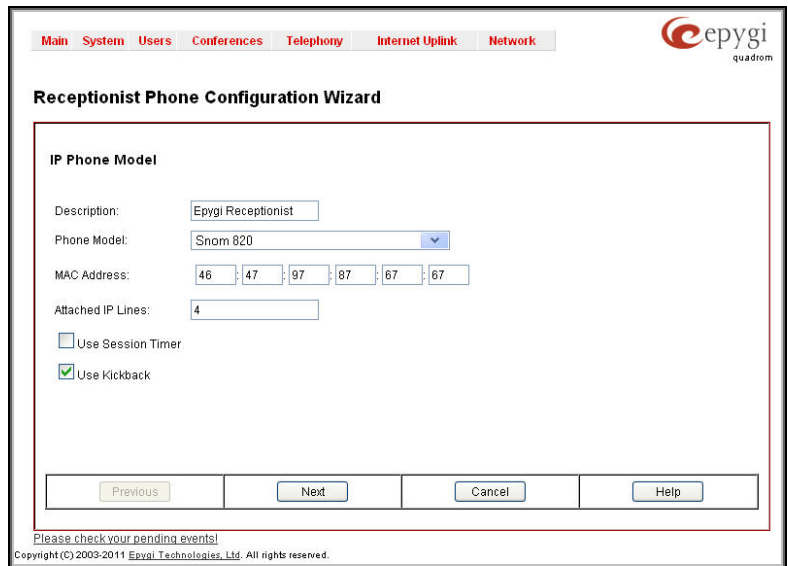 Main System Users Conferences Telephony Internet Uplink Network
epygi
quadrom
Receptionist Phone Configuration Wizard
IP Phone Model
Description: Epygi Receptionist
Phone Model: Snom 820
MAC Address: 46 : 47 : 97 : 87 : 67 : 67
Attached IP Lines: 4
Use Session Timer
Use Kickback
Previous Next Cancel Help
Please check your pending events!
Copyright (C) 2003-2011 Epygi Technologies, Ltd. All rights reserved.